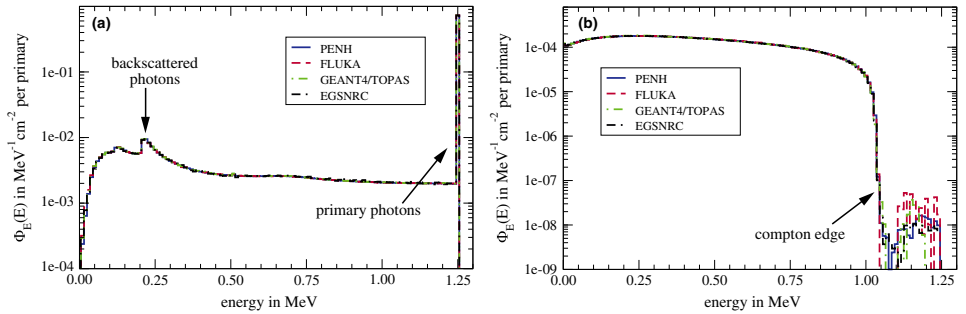 (a)
Φ_E(E) in MeV⁻¹cm⁻² per primary
1e-01
1e-02
1e-03
1e-04
backscattered
photons
PENH
FLUKA
GEANT4/TOPAS
EGSNRC
primary photons
0.00 0.25 0.50 0.75 1.00 1.25
energy in MeV
(b)
Φ_E(E) in MeV⁻¹cm⁻² per primary
1e-04
1e-05
1e-06
1e-07
1e-08
1e-09
PENH
FLUKA
GEANT4/TOPAS
EGSNRC
compton edge
0.00 0.25 0.50 0.75 1.00 1.25
energy in MeV